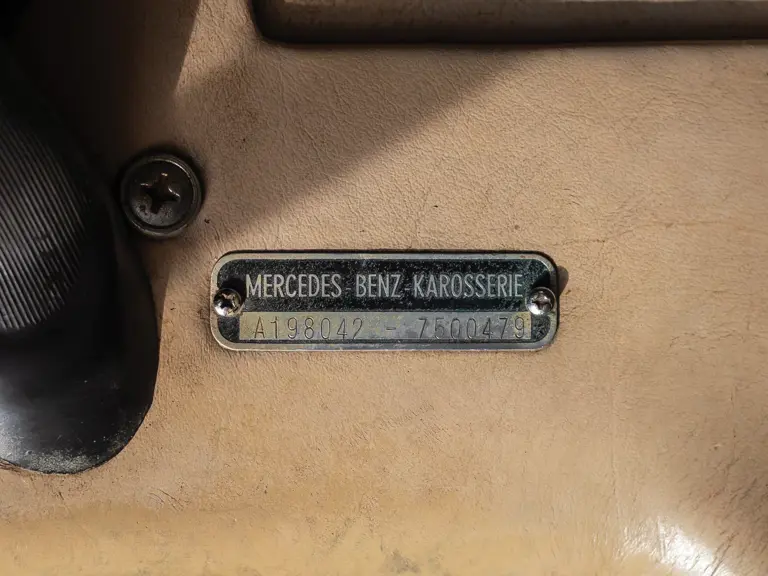 MERCEDES-BENZ-KAROSSERIE
A198042 - 7500479